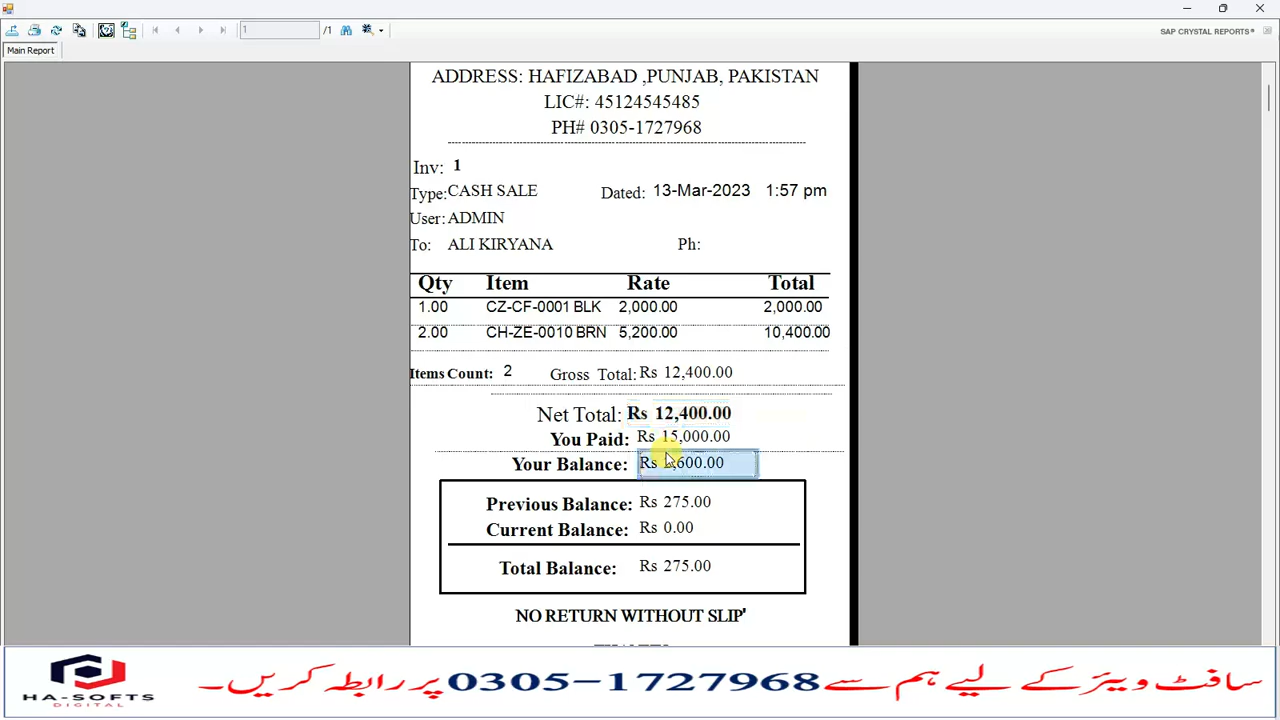 1
/1
SAP CRYSTAL REPORTS®
Main Report
ADDRESS: HAFIZABAD ,PUNJAB, PAKISTAN
LIC#: 45124545485
PH# 0305-1727968
Inv: 1
Type: CASH SALE Dated: 13-Mar-2023 1:57 pm
User: ADMIN
To: ALI KIRYANA Ph:
Qty Item Rate Total
1.00 CZ-CF-0001 BLK 2,000.00 2,000.00
2.00 CH-ZE-0010 BRN 5,200.00 10,400.00
Items Count: 2 Gross Total: Rs 12,400.00
Net Total: Rs 12,400.00
You Paid: Rs 15,000.00
Your Balance: Rs 2,600.00
Previous Balance: Rs 275.00
Current Balance: Rs 0.00
Total Balance: Rs 275.00
NO RETURN WITHOUT SLIP'
HA-SOFTS
DIGITAL
سافٹ ویئر کے لیے ہم سے 0305-1727968 پر رابطہ کریں۔